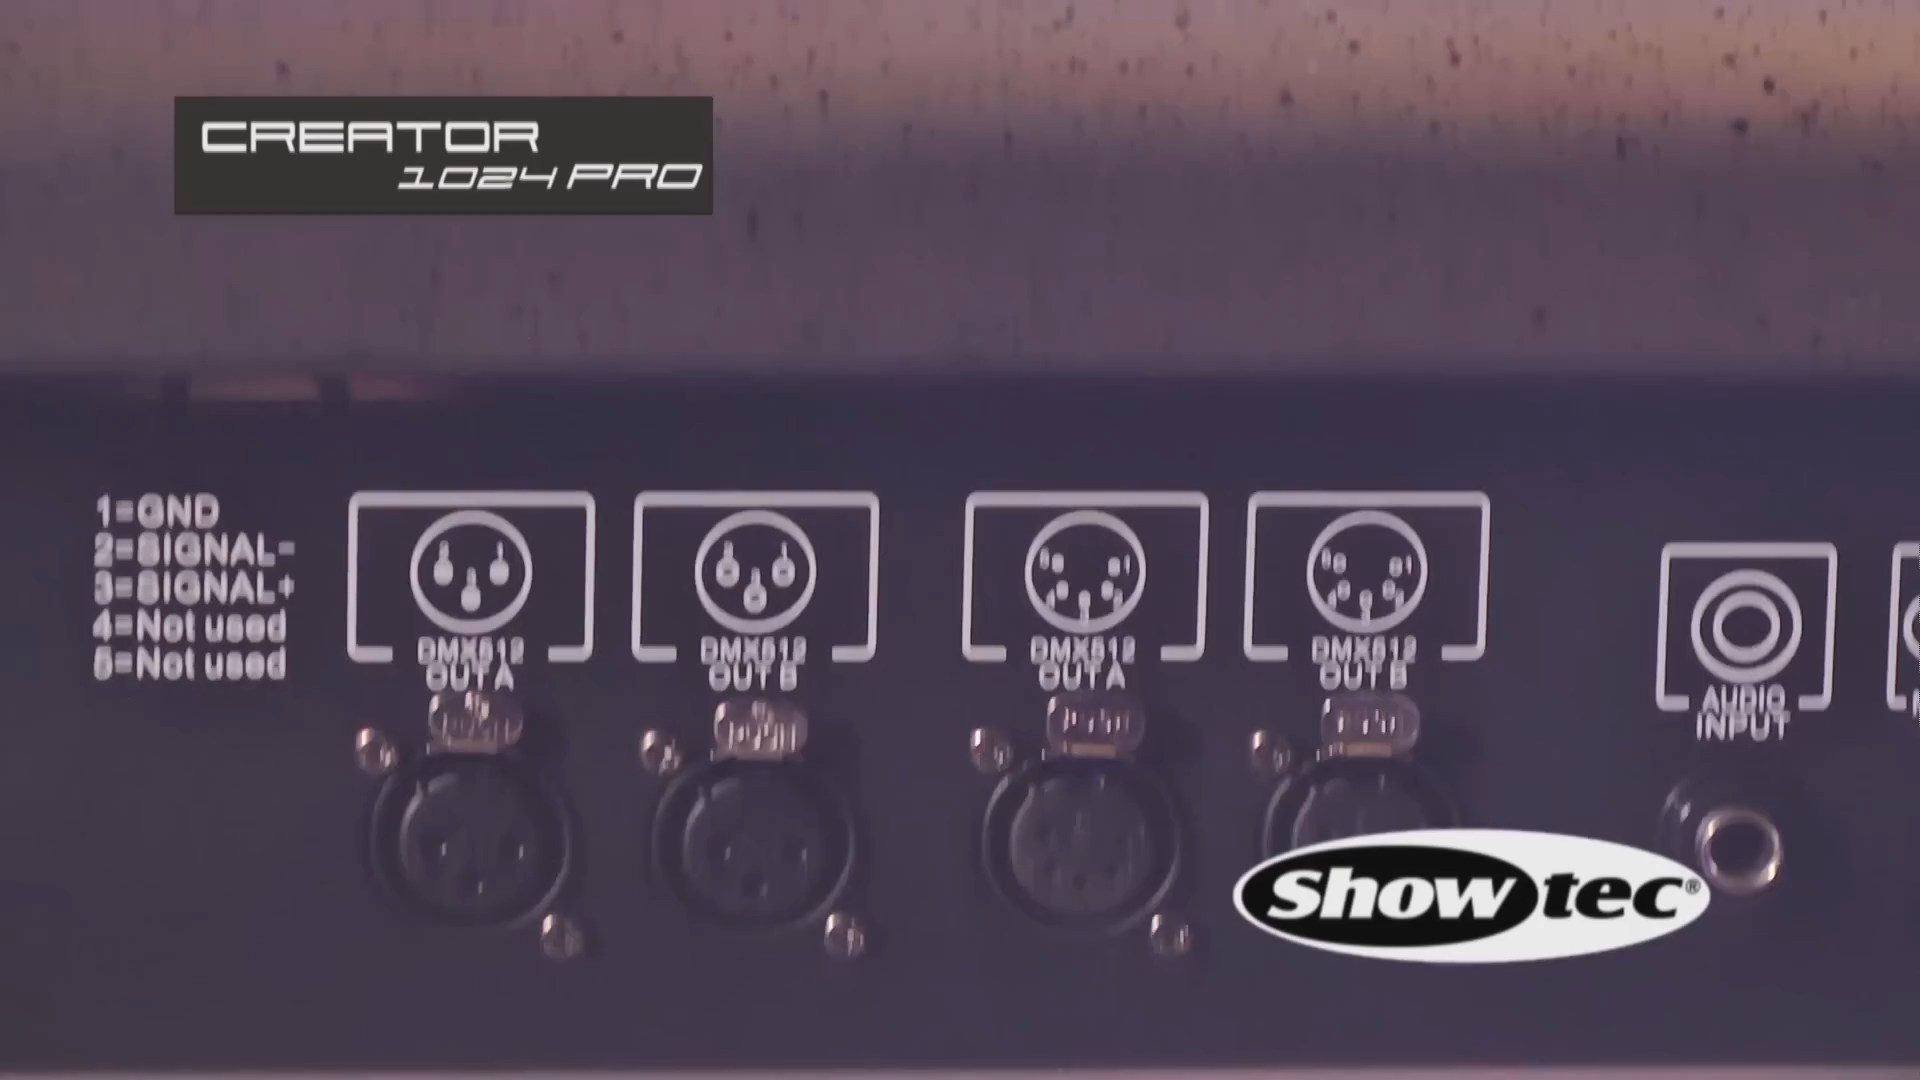 CREATOR
1024 PRO
1=GND
2=SIGNAL-
3=SIGNAL+
4=Not used
5=Not used
DMX512
OUT A
DMX512
OUT B
DMX512
OUT A
DMX512
OUT B
AUDIO
INPUT
Showtec®